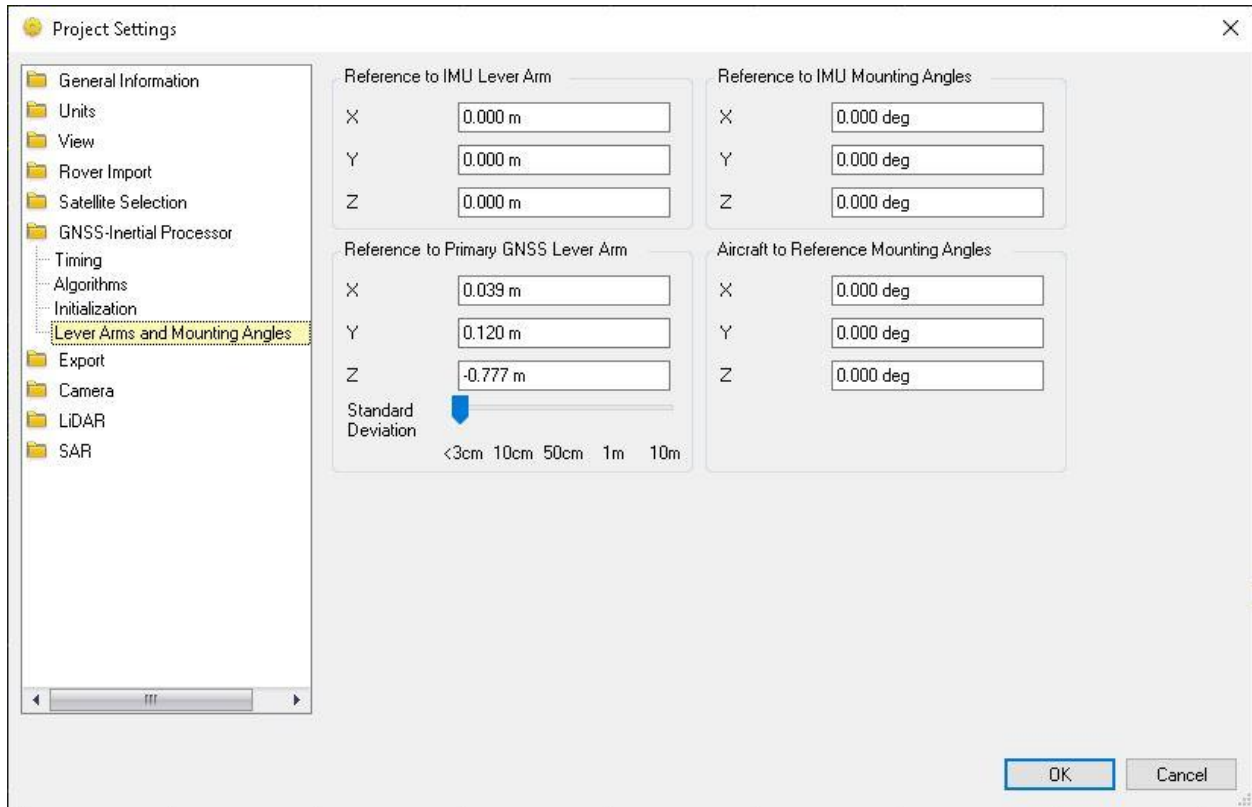 Project Settings
General Information
Units
View
Rover Import
Satellite Selection
GNSS-Inertial Processor
Timing
Algorithms
Initialization
Lever Arms and Mounting Angles
Export
Camera
LiDAR
SAR
Reference to IMU Lever Arm
X 0.000 m
Y 0.000 m
Z 0.000 m
Reference to IMU Mounting Angles
X 0.000 deg
Y 0.000 deg
Z 0.000 deg
Reference to Primary GNSS Lever Arm
X 0.039 m
Y 0.120 m
Z -0.777 m
Standard
Deviation
<3cm 10cm 50cm 1m 10m
Aircraft to Reference Mounting Angles
X 0.000 deg
Y 0.000 deg
Z 0.000 deg
OK Cancel